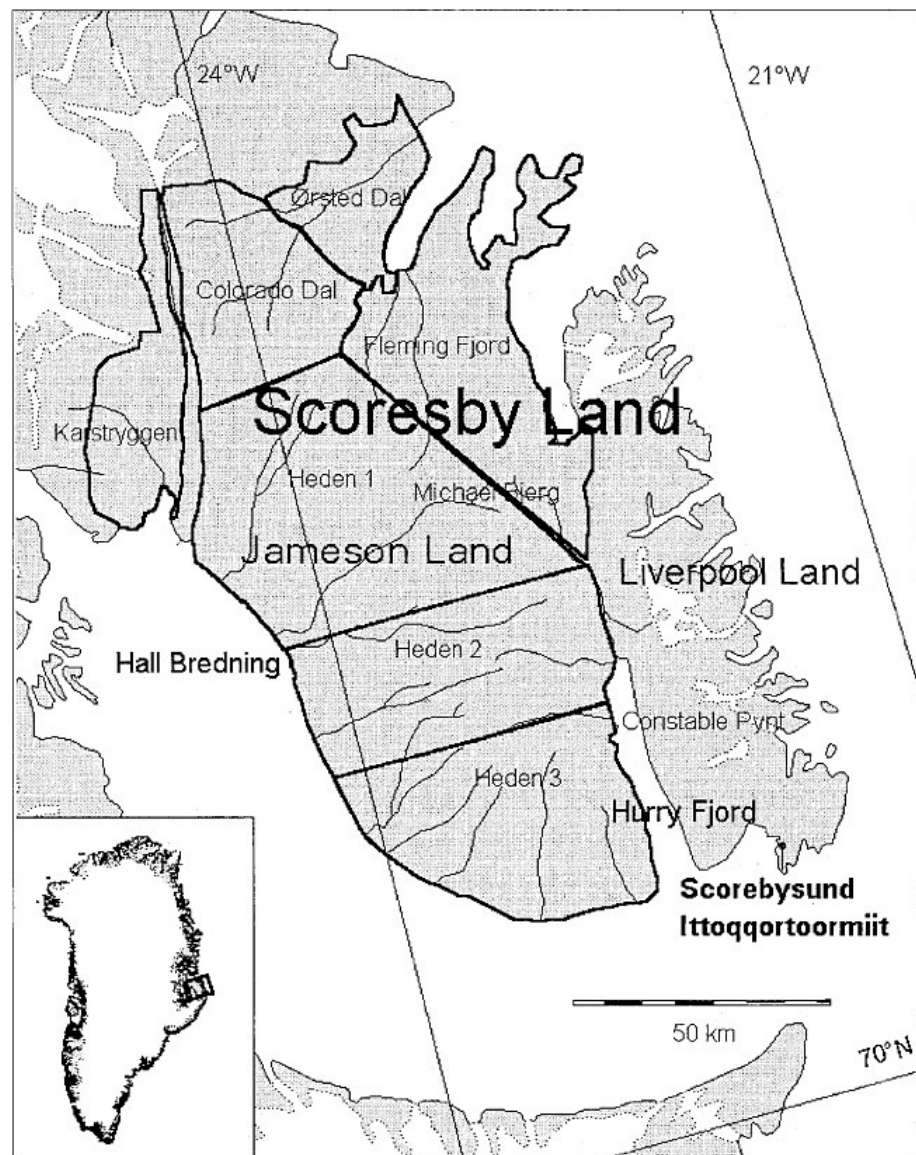 24°W
21°W
Ørsted Dal
Colorado Dal
Fleming Fjord
Scoresby Land
Karstryggen
Heden 1
Michael Bjerg
Jameson Land
Liverpool Land
Heden 2
Hall Bredning
Constable Pynt
Heden 3
Hurry Fjord
Scorebysund
Ittoqqortoormiit
50 km
70°N